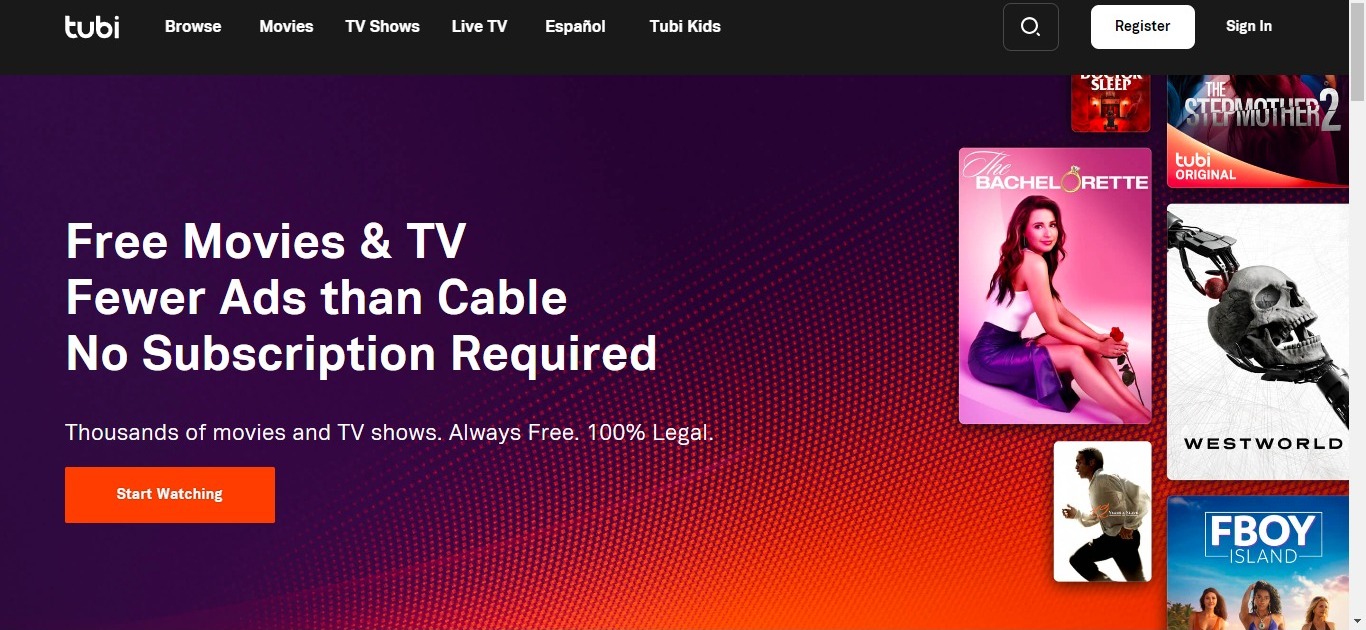 tubi
Browse
Movies
TV Shows
Live TV
Español
Tubi Kids
Register
Sign In
Free Movies & TV
Fewer Ads than Cable
No Subscription Required
Thousands of movies and TV shows. Always Free. 100% Legal.
Start Watching
DOCTOR
SLEEP
THE
STEPMOTHER 2
tubi
ORIGINAL
The
BACHELORETTE
WESTWORLD
FBOY
ISLAND